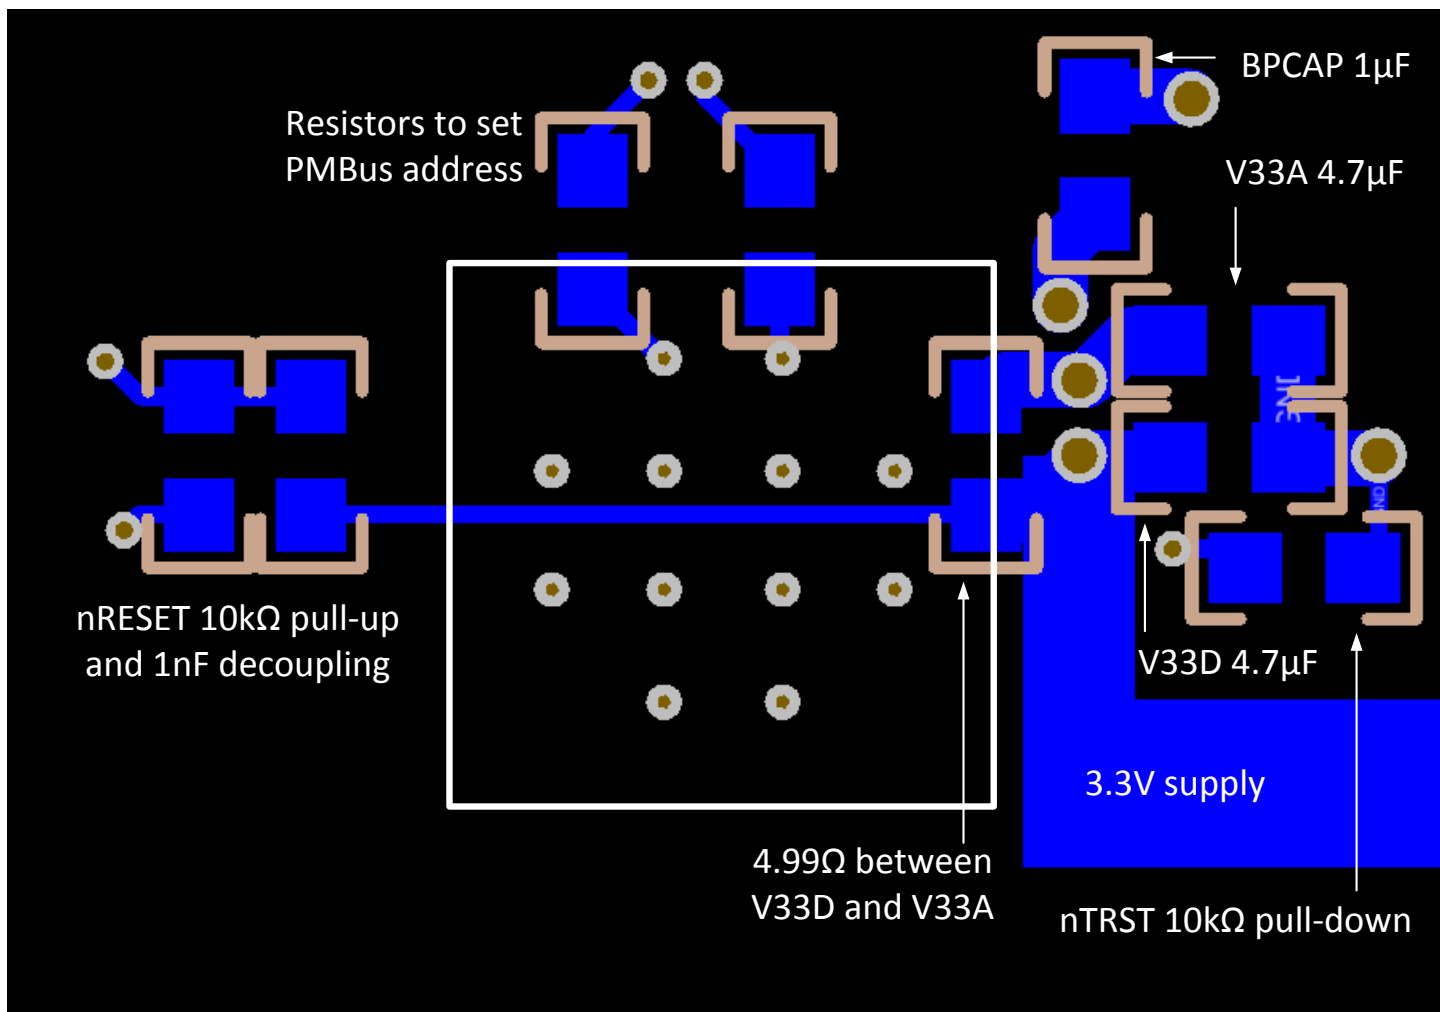 BPCAP 1µF
Resistors to set
PMBus address
V33A 4.7µF
nRESET 10kΩ pull-up
and 1nF decoupling
V33D 4.7µF
3.3V supply
4.99Ω between
V33D and V33A
nTRST 10kΩ pull-down